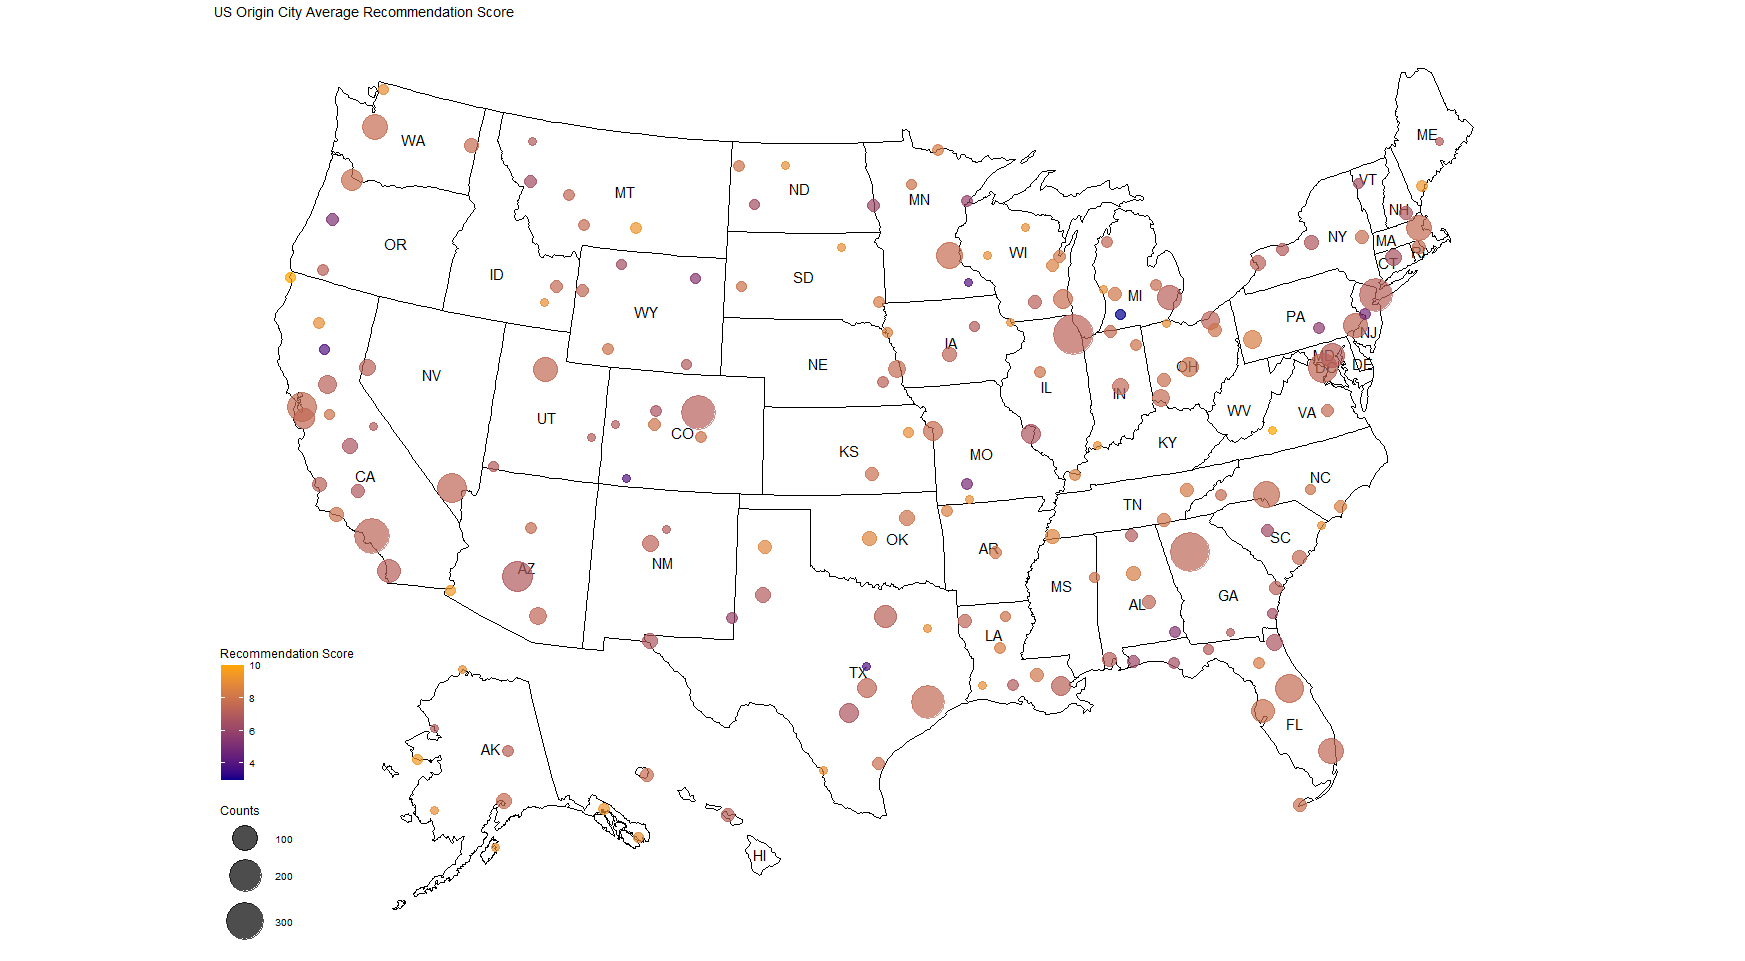 US Origin City Average Recommendation Score
ME
WA
VT
MT
ND
MN
NH
NY
MA
OR
WI
RI
CT
ID
SD
MI
WY
PA
NJ
IA
MD
NE
OH
DE
DC
NV
IL
IN
UT
CO
WV
VA
KY
KS
MO
CA
NC
TN
OK
SC
AR
AZ
NM
MS
GA
AL
LA
TX
FL
AK
HI
Recommendation Score
10
8
6
4
Counts
100
200
300